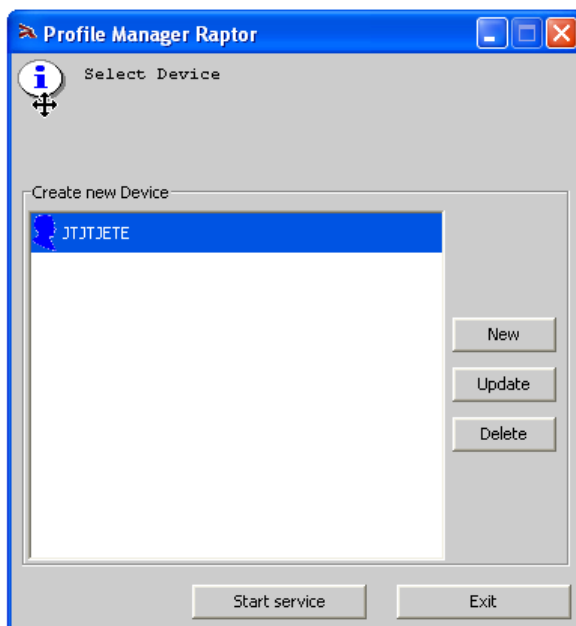 Profile Manager Raptor
Select Device
Create new Device
JTJTJETE
New
Update
Delete
Start service
Exit